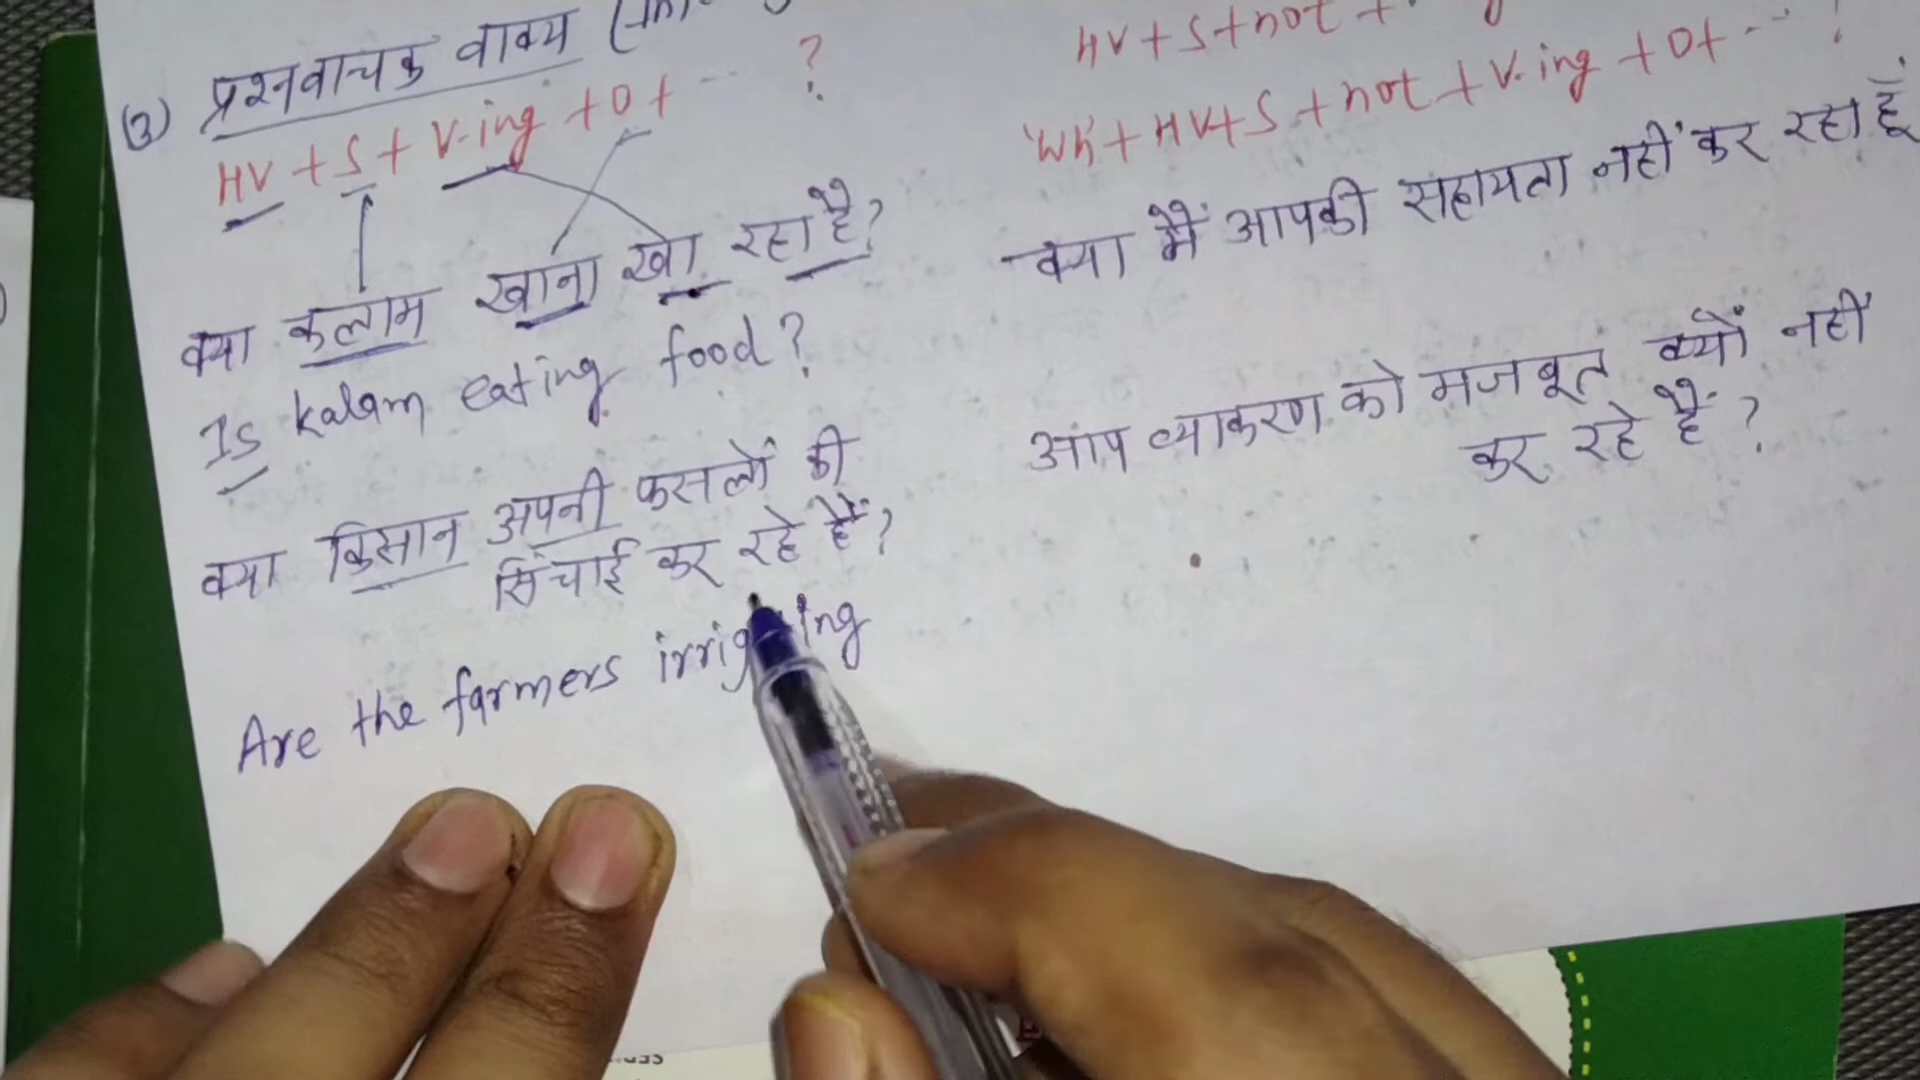 (3) प्रश्नवाचक वाक्य
HV + S + V.ing + O + --- ?
क्या कलाम खाना खा रहा है?
Is kalam eating food?
क्या किसान अपनी फसलों की
सिंचाई कर रहे हैं?
Are the farmers
HV + S + not +
'Wh' + HV + S + not + V.ing + O + --- ?
क्या मैं आपकी सहायता नहीं कर रहा हूँ
आप व्याकरण को मजबूत क्यों नहीं
कर रहे हैं?